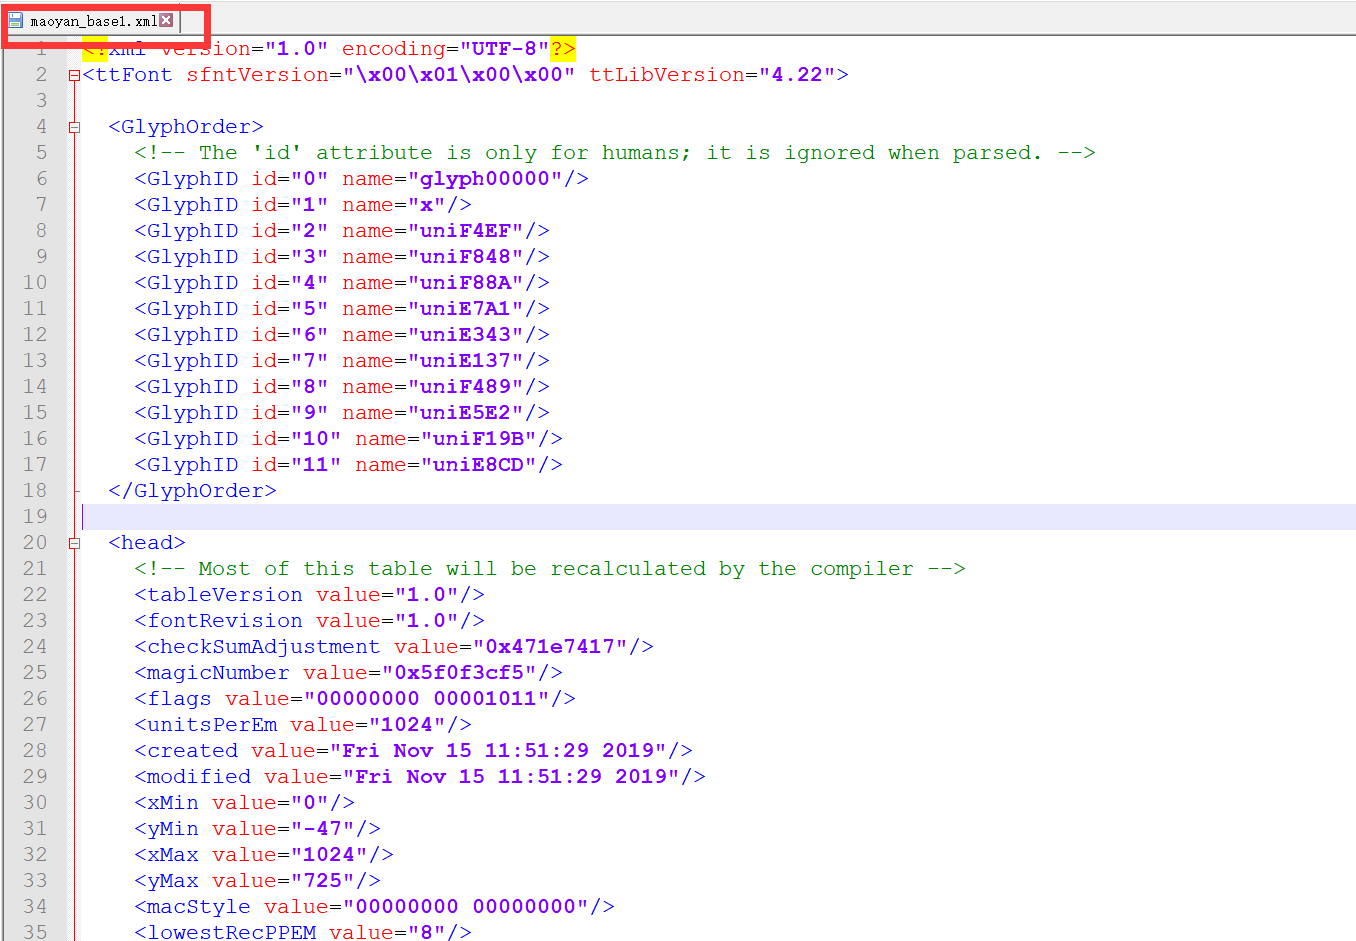 maoyan_base1.xml
1 <?xml version="1.0" encoding="UTF-8"?>
2 <ttFont sfntVersion="\x00\x01\x00\x00" ttLibVersion="4.22">
3
4 <GlyphOrder>
5 <!-- The 'id' attribute is only for humans; it is ignored when parsed. -->
6 <GlyphID id="0" name="glyph00000"/>
7 <GlyphID id="1" name="x"/>
8 <GlyphID id="2" name="uniF4EF"/>
9 <GlyphID id="3" name="uniF848"/>
10 <GlyphID id="4" name="uniF88A"/>
11 <GlyphID id="5" name="uniE7A1"/>
12 <GlyphID id="6" name="uniE343"/>
13 <GlyphID id="7" name="uniE137"/>
14 <GlyphID id="8" name="uniF489"/>
15 <GlyphID id="9" name="uniE5E2"/>
16 <GlyphID id="10" name="uniF19B"/>
17 <GlyphID id="11" name="uniE8CD"/>
18 </GlyphOrder>
19
20 <head>
21 <!-- Most of this table will be recalculated by the compiler -->
22 <tableVersion value="1.0"/>
23 <fontRevision value="1.0"/>
24 <checkSumAdjustment value="0x471e7417"/>
25 <magicNumber value="0x5f0f3cf5"/>
26 <flags value="00000000 00001011"/>
27 <unitsPerEm value="1024"/>
28 <created value="Fri Nov 15 11:51:29 2019"/>
29 <modified value="Fri Nov 15 11:51:29 2019"/>
30 <xMin value="0"/>
31 <yMin value="-47"/>
32 <xMax value="1024"/>
33 <yMax value="725"/>
34 <macStyle value="00000000 00000000"/>
35 <lowestRecPPEM value="8"/>